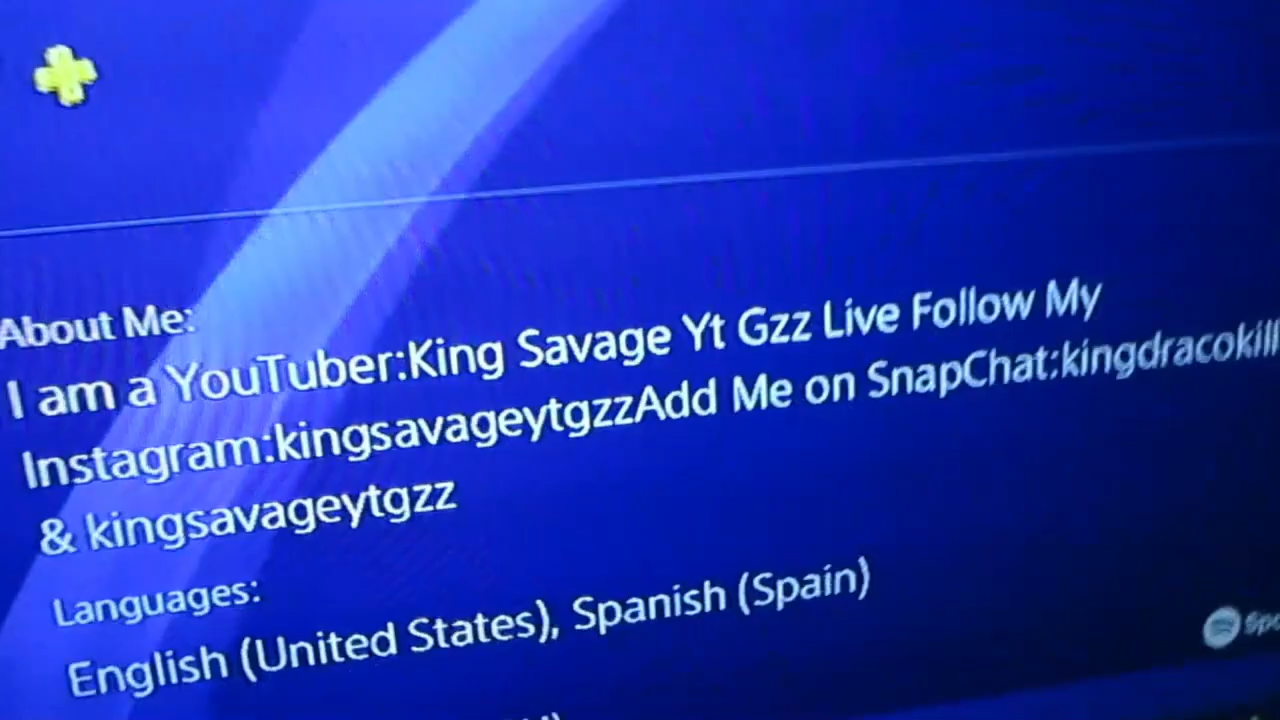 About Me:
I am a YouTuber:King Savage Yt Gzz Live Follow My
Instagram:kingsavageytgzzAdd Me on SnapChat:kingdracokill
& kingsavageytgzz
Languages:
English (United States), Spanish (Spain)